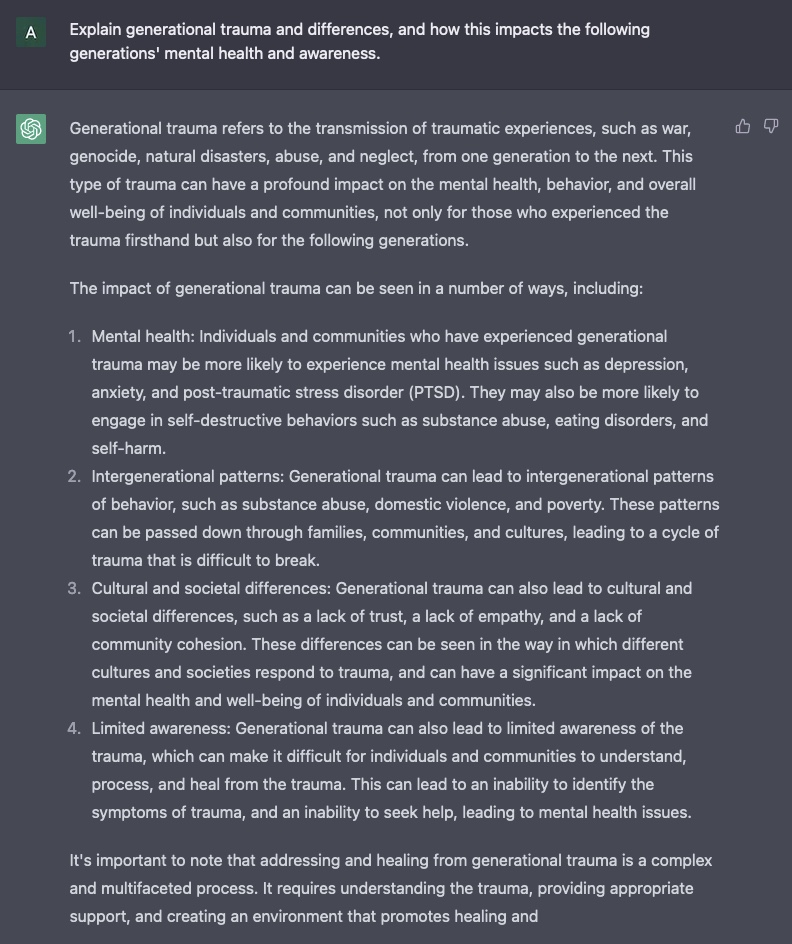 A
Explain generational trauma and differences, and how this impacts the following
generations' mental health and awareness.
Generational trauma refers to the transmission of traumatic experiences, such as war,
genocide, natural disasters, abuse, and neglect, from one generation to the next. This
type of trauma can have a profound impact on the mental health, behavior, and overall
well-being of individuals and communities, not only for those who experienced the
trauma firsthand but also for the following generations.
The impact of generational trauma can be seen in a number of ways, including:
1. Mental health: Individuals and communities who have experienced generational
trauma may be more likely to experience mental health issues such as depression,
anxiety, and post-traumatic stress disorder (PTSD). They may also be more likely to
engage in self-destructive behaviors such as substance abuse, eating disorders, and
self-harm.
2. Intergenerational patterns: Generational trauma can lead to intergenerational patterns
of behavior, such as substance abuse, domestic violence, and poverty. These patterns
can be passed down through families, communities, and cultures, leading to a cycle of
trauma that is difficult to break.
3. Cultural and societal differences: Generational trauma can also lead to cultural and
societal differences, such as a lack of trust, a lack of empathy, and a lack of
community cohesion. These differences can be seen in the way in which different
cultures and societies respond to trauma, and can have a significant impact on the
mental health and well-being of individuals and communities.
4. Limited awareness: Generational trauma can also lead to limited awareness of the
trauma, which can make it difficult for individuals and communities to understand,
process, and heal from the trauma. This can lead to an inability to identify the
symptoms of trauma, and an inability to seek help, leading to mental health issues.
It's important to note that addressing and healing from generational trauma is a complex
and multifaceted process. It requires understanding the trauma, providing appropriate
support, and creating an environment that promotes healing and